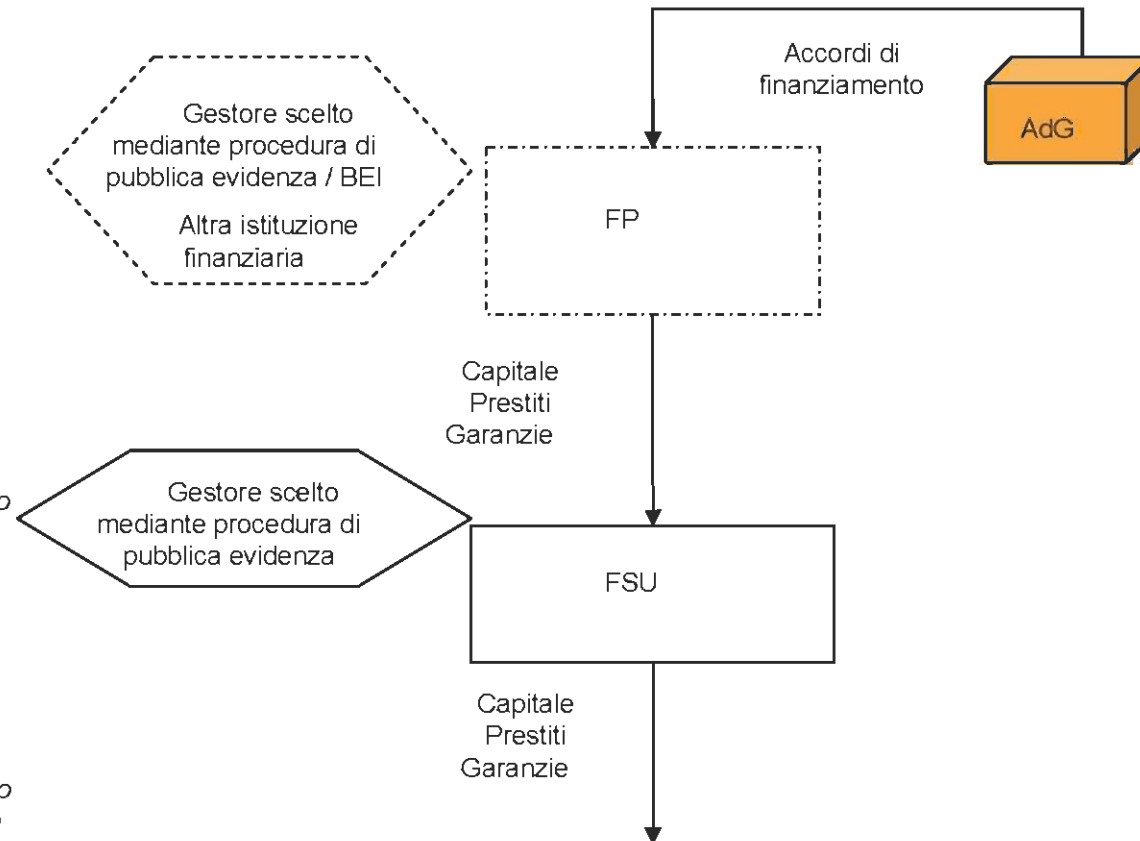 Accordi di
finanziamento
AdG
Gestore scelto
mediante procedura di
pubblica evidenza / BEI
Altra istituzione
finanziaria
FP
Capitale
Prestiti
Garanzie
Gestore scelto
mediante procedura di
pubblica evidenza
FSU
Capitale
Prestiti
Garanzie